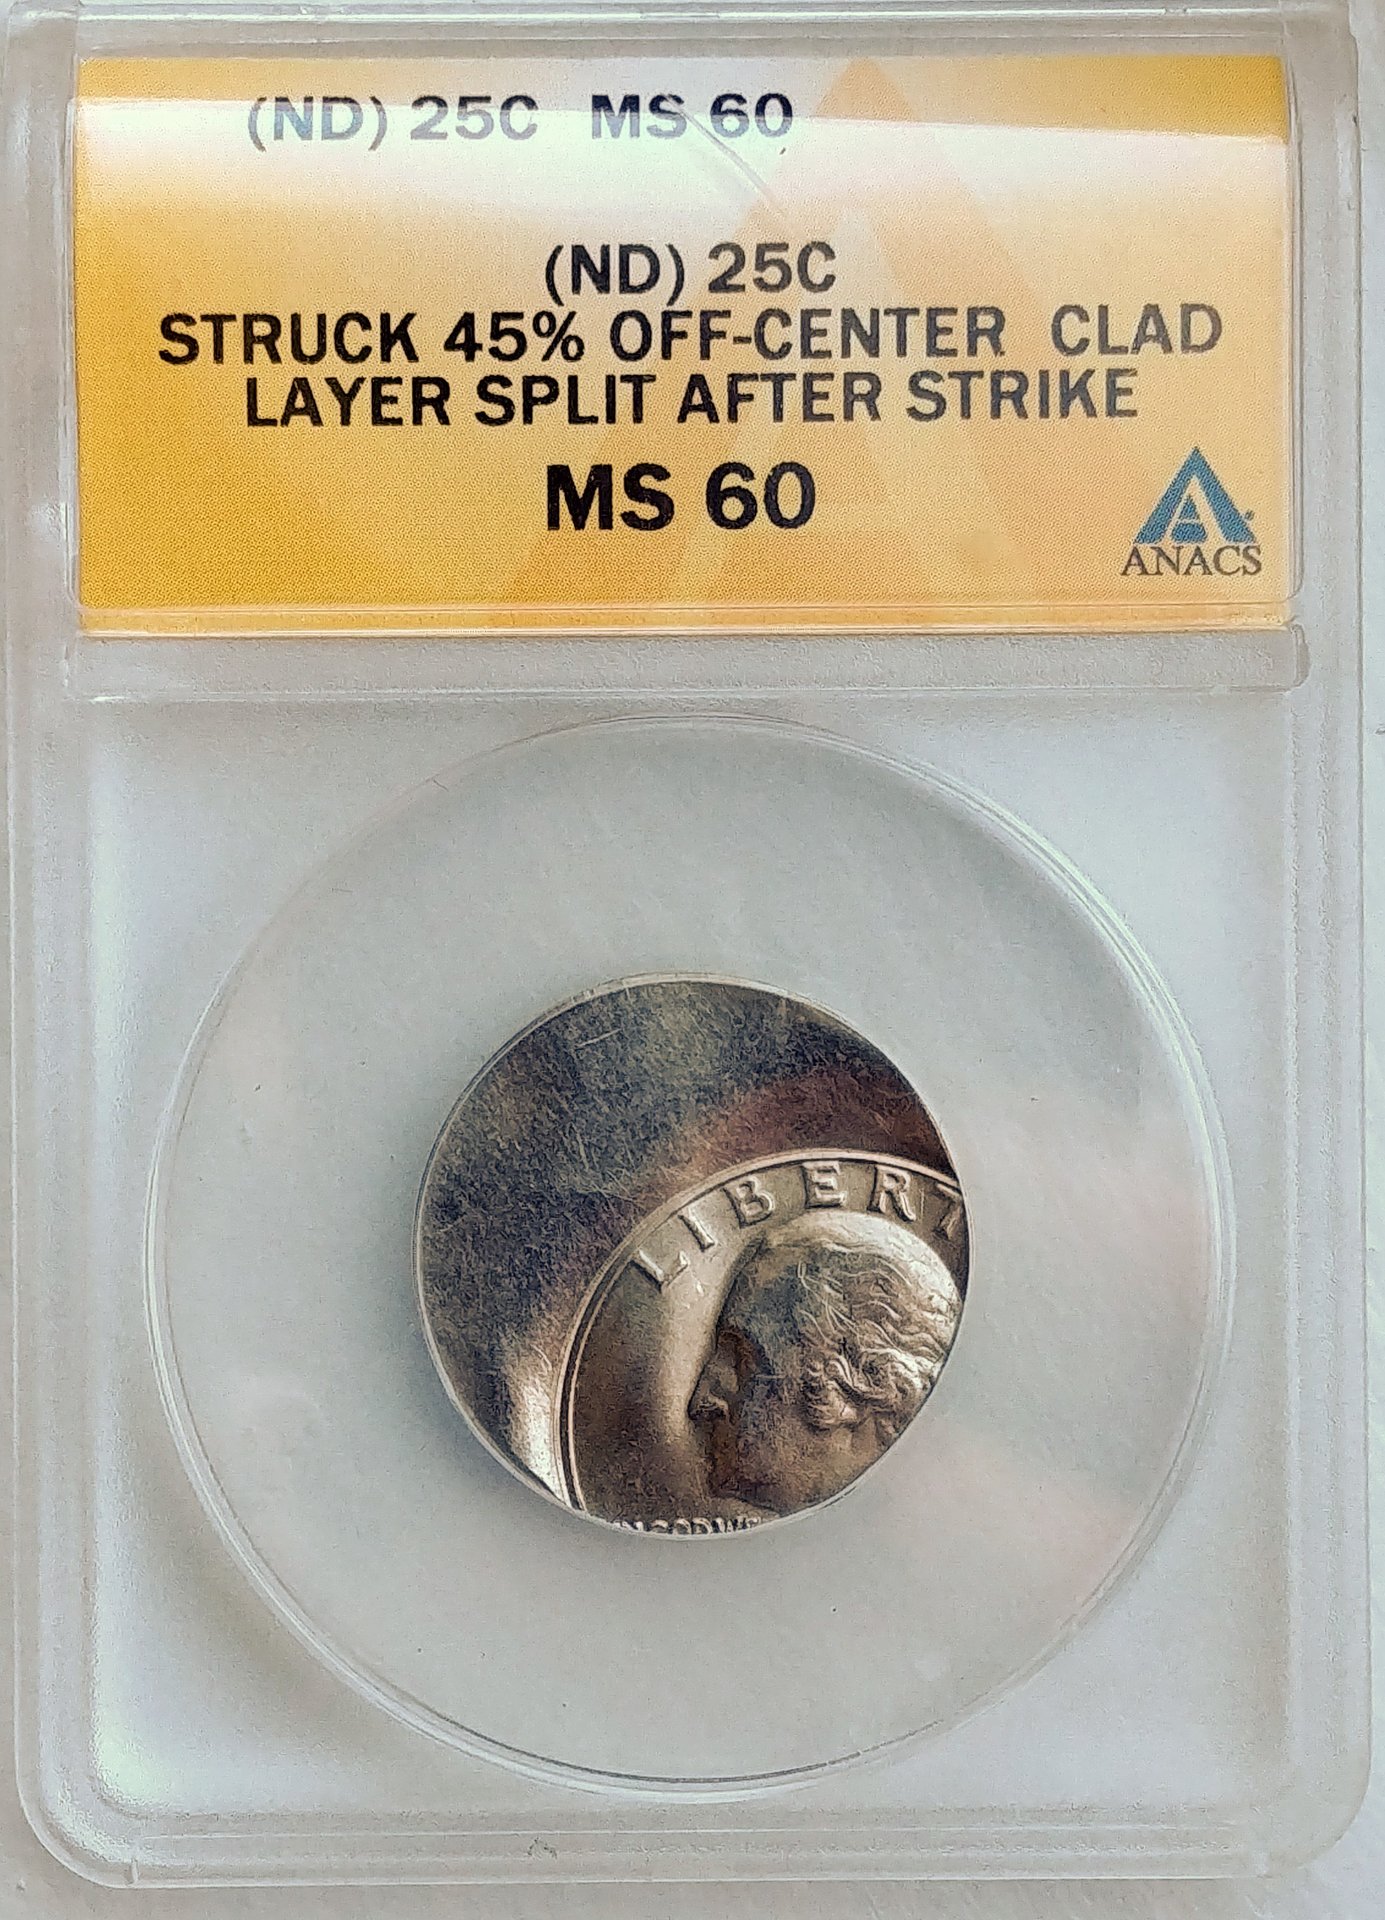 (ND) 25C MS 60
(ND) 25C
STRUCK 45% OFF-CENTER CLAD
LAYER SPLIT AFTER STRIKE
MS 60
ANACS
LIBERT